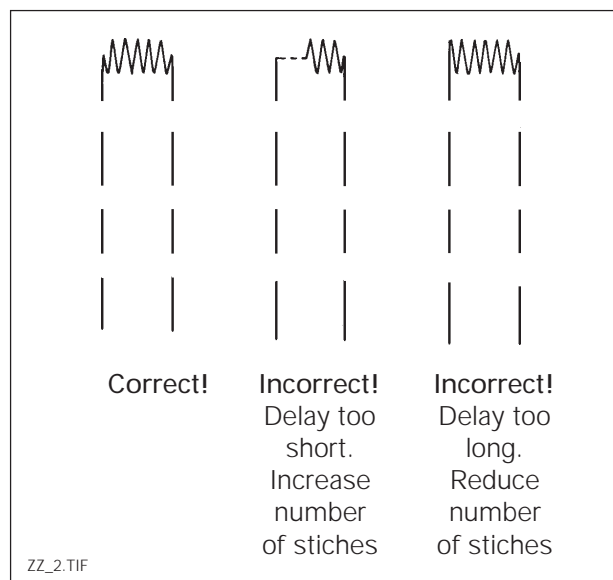 Correct!
Incorrect!
Delay too
short.
Increase
number
of stiches
Incorrect!
Delay too
long.
Reduce
number
of stiches
ZZ_2.TIF